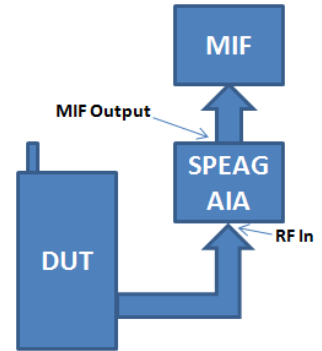 MIF
MIF Output
SPEAG
AIA
RF In
DUT